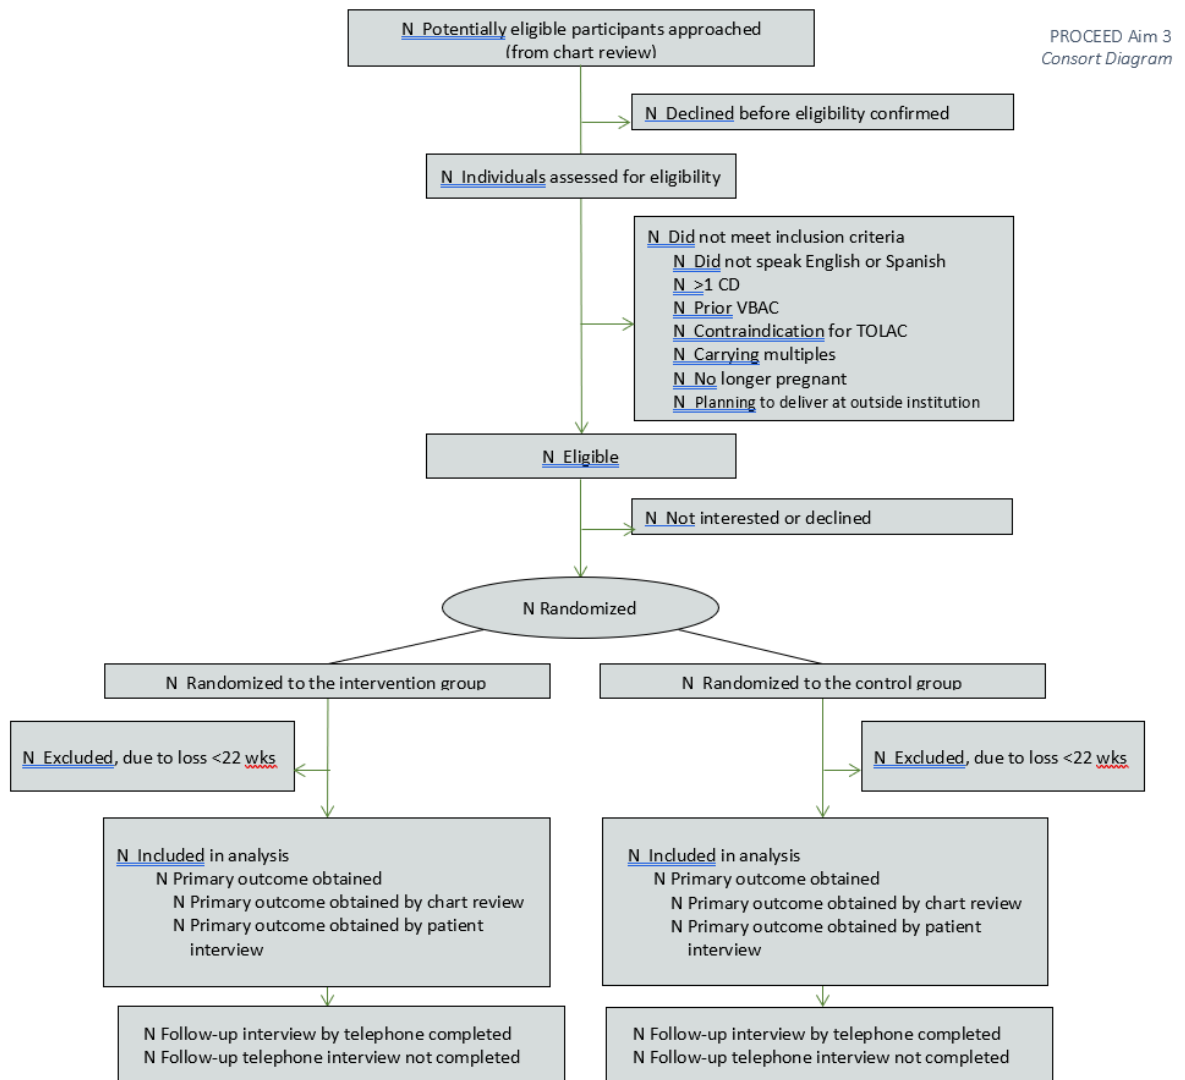 N  Potentially eligible participants approached
(from chart review)
PROCEED Aim 3
Consort Diagram
N  Declined before eligibility confirmed
N  Individuals assessed for eligibility
N  Did not meet inclusion criteria
N  Did not speak English or Spanish
N  >1 CD
N  Prior VBAC
N  Contraindication for TOLAC
N  Carrying multiples
N  No longer pregnant
N  Planning to deliver at outside institution
N  Eligible
N  Not interested or declined
N Randomized
N  Randomized to the intervention group
N  Randomized to the control group
N  Excluded, due to loss <22 wks
N  Excluded, due to loss <22 wks
N  Included in analysis
N Primary outcome obtained
N Primary outcome obtained by chart review
N Primary outcome obtained by patient
interview
N  Included in analysis
N Primary outcome obtained
N Primary outcome obtained by chart review
N Primary outcome obtained by patient
interview
N Follow-up interview by telephone completed
N Follow-up telephone interview not completed
N Follow-up interview by telephone completed
N Follow-up telephone interview not completed